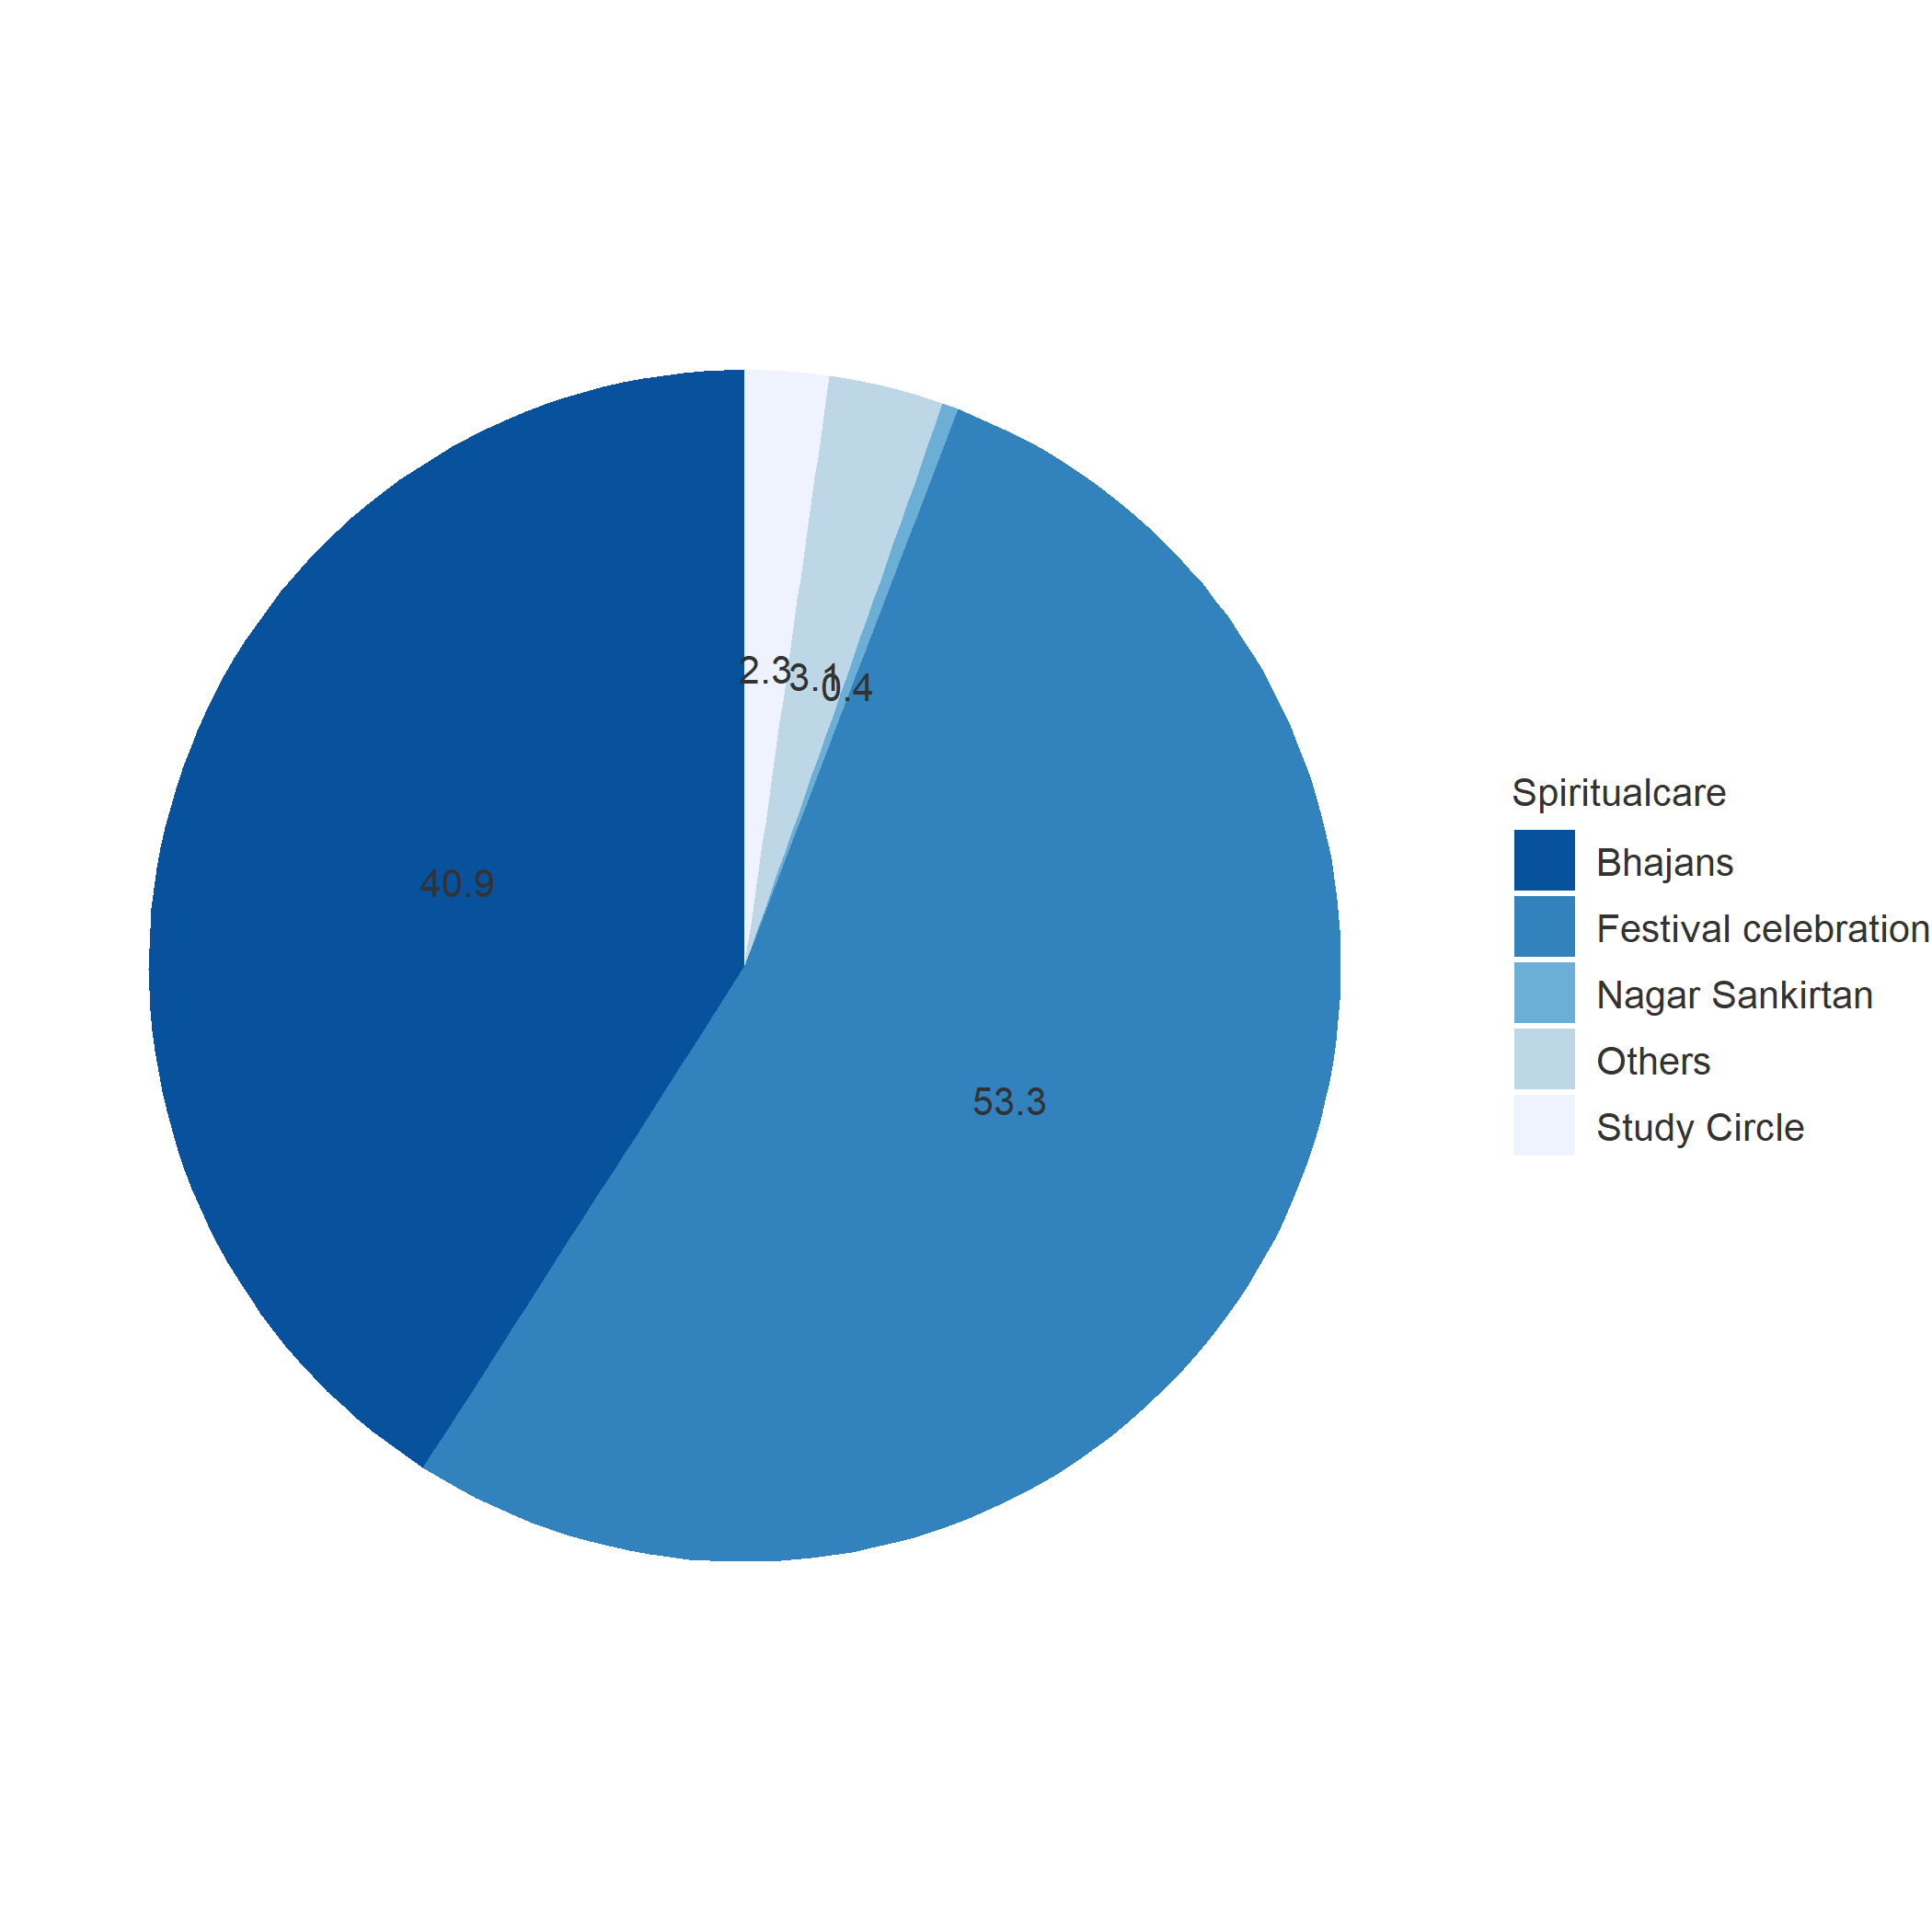 2.3
3.1
0.4
40.9
53.3
Spiritualcare
Bhajans
Festival celebration
Nagar Sankirtan
Others
Study Circle